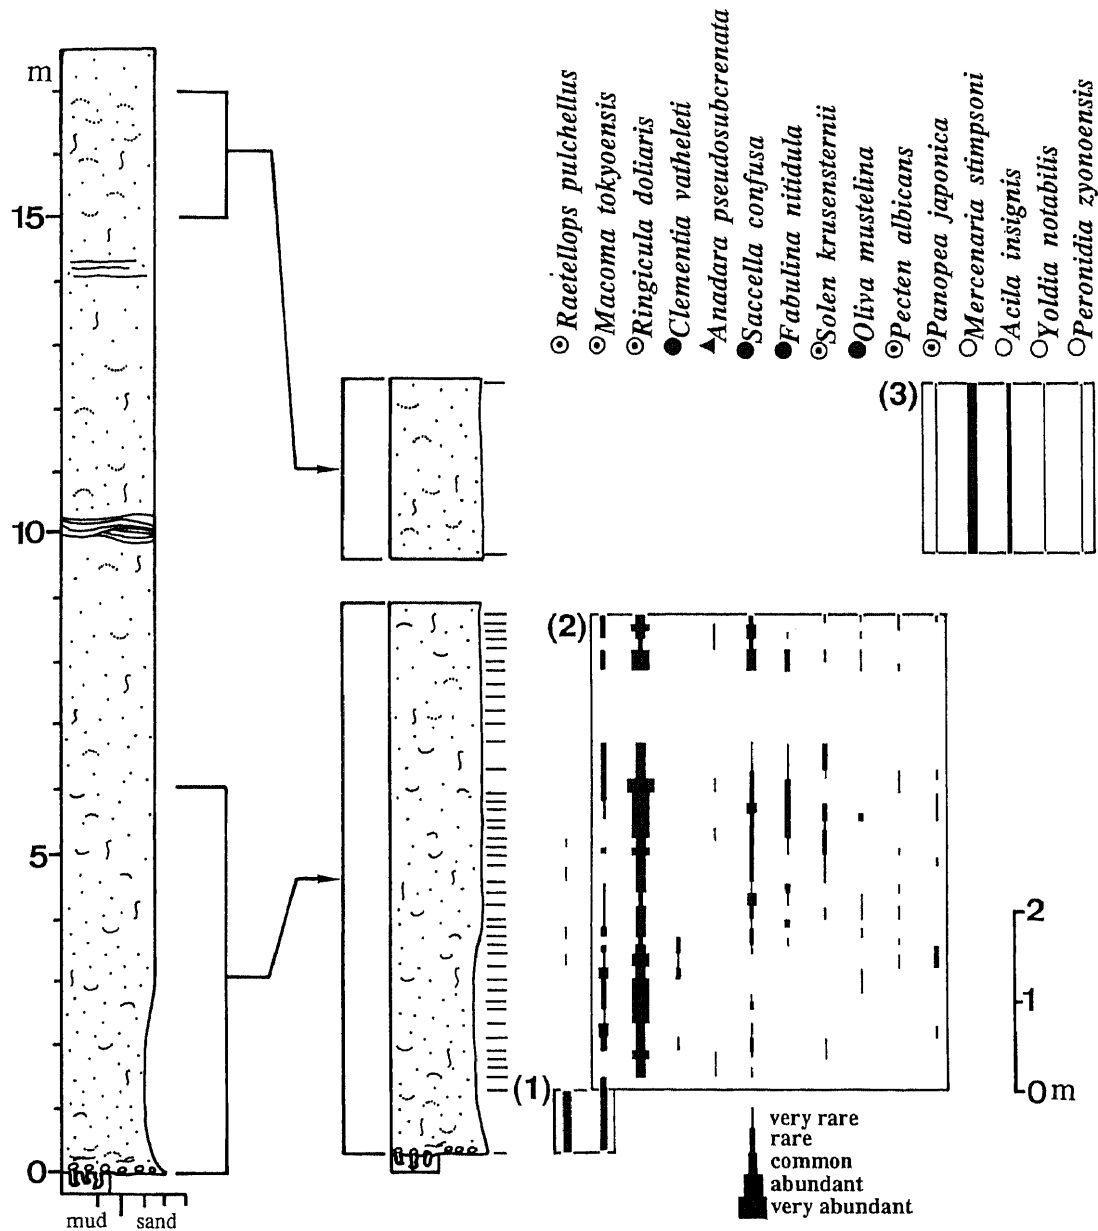 m
15
10
5
0
mud
sand
Raetellops pulchellus
Macoma tokyoensis
Ringicula doliaris
Clementia vatheleti
Anadara pseudosubcrenata
Saccella confusa
Fabulina nitidula
Solen krusensternii
Oliva mustelina
Pecten albicans
Panopea japonica
Mercenaria stimpsoni
Acila insignis
Yoldia notabilis
Peronidia zyonoensis
(3)
(2)
(1)
2
1
0 m
very rare
rare
common
abundant
very abundant